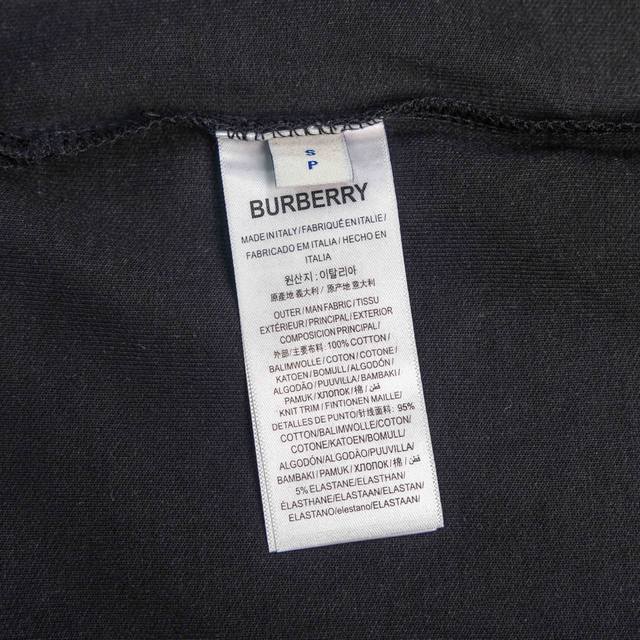 S
P
BURBERRY
MADE IN ITALY / FABRIQUÉ EN ITALIE /
FABRICADO EM ITALIA / HECHO EN
ITALIA
원산지 : 이탈리아
原產地 義大利 / 原产地 意大利
OUTER / MAN FABRIC / TISSU
EXTÉRIEUR / PRINCIPAL / EXTERIOR
COMPOSICION PRINCIPAL /
外部 / 主要布料 : 100% COTTON /
BALIMWOLLE / COTON / COTONE /
KATOEN / BOMULL / ALGODÓN /
ALGODÃO / PUUVILLA / BAMBAKI /
PAMUK / ХЛОПОК / 棉 / قطن /
KNIT TRIM / FINTIONEN MAILLE /
DETALLES DE PUNTO / 针线面料 : 95%
COTTON / BALIMWOLLE / COTON /
COTONE / KATOEN / BOMULL /
ALGODÓN / ALGODÃO / PUUVILLA /
BAMBAKI / PAMUK / ХЛОПОК / 棉 / قطن /
5% ELASTANE / ELASTHAN /
ÉLASTHANE / ELASTAAN / ELASTAN /
ELASTANO / elestano / ELASTAAN /